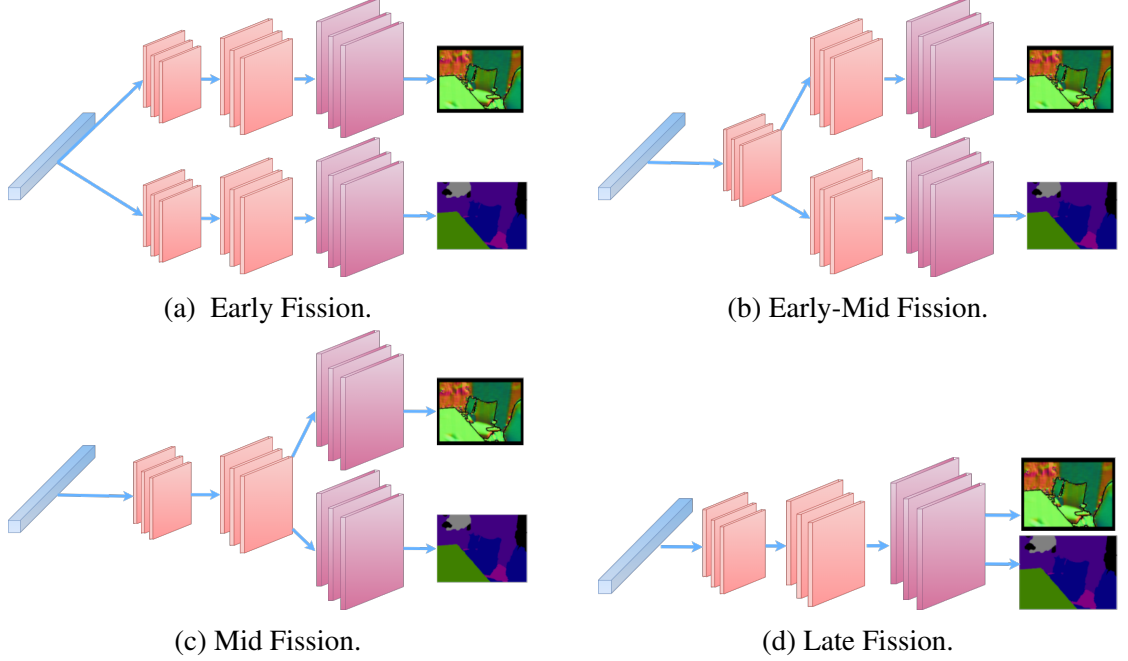 (a) Early Fission.
(b) Early-Mid Fission.
(c) Mid Fission.
(d) Late Fission.